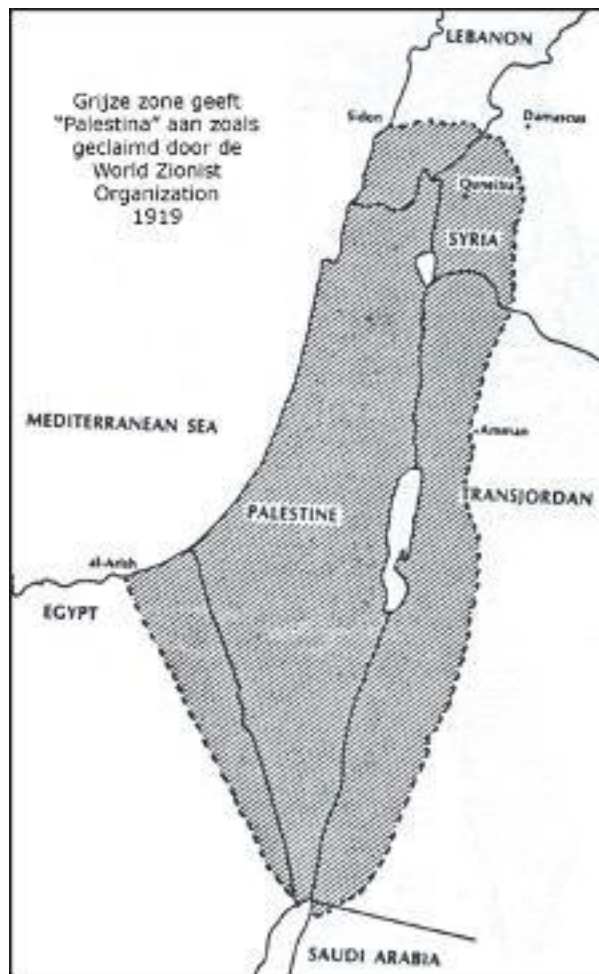 LEBANON
Grijze zone geeft
"Palestina" aan zoals
geclaimd door de
World Zionist
Organization
1919
Sidon
Damascus
Quneitra
SYRIA
MEDITERRANEAN SEA
Amman
PALESTINE
TRANSJORDAN
al-Arish
EGYPT
SAUDI ARABIA